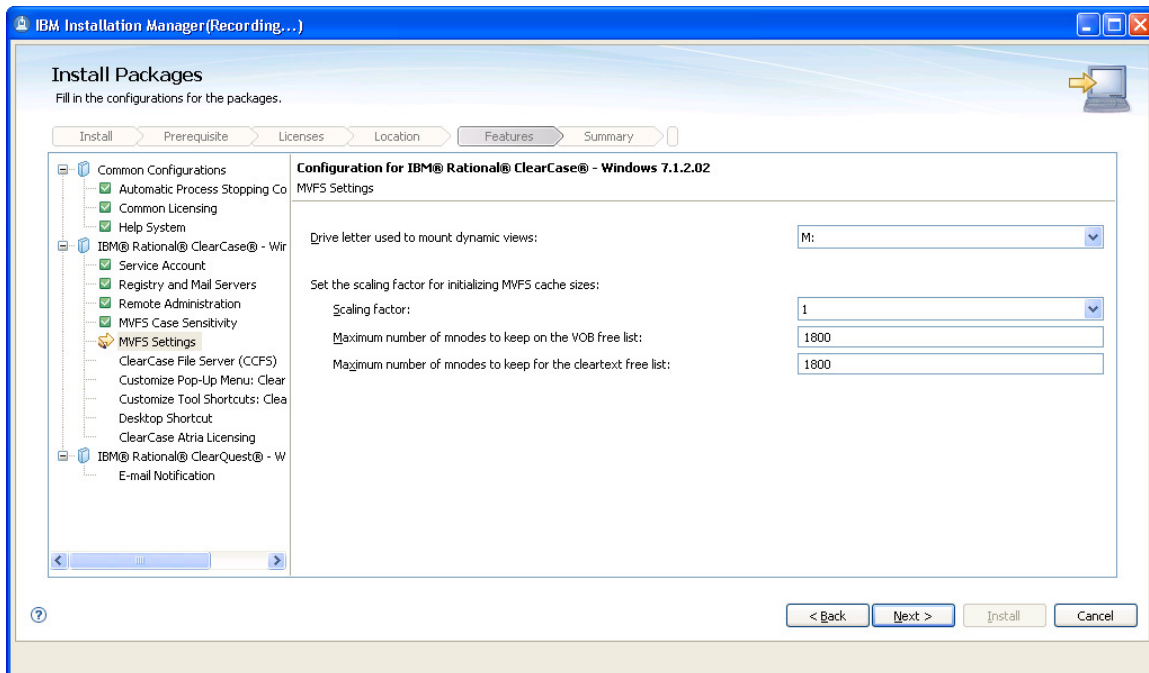 IBM Installation Manager(Recording...)
Install Packages
Fill in the configurations for the packages.
Install Prerequisite Licenses Location Features Summary
Common Configurations
Automatic Process Stopping Co
Common Licensing
Help System
IBM® Rational® ClearCase® - Wir
Service Account
Registry and Mail Servers
Remote Administration
MVFS Case Sensitivity
MVFS Settings
ClearCase File Server (CCFS)
Customize Pop-Up Menu: Clear
Customize Tool Shortcuts: Clea
Desktop Shortcut
ClearCase Atria Licensing
IBM® Rational® ClearQuest® - W
E-mail Notification
Configuration for IBM® Rational® ClearCase® - Windows 7.1.2.02
MVFS Settings
Drive letter used to mount dynamic views: M:
Set the scaling factor for initializing MVFS cache sizes:
Scaling factor: 1
Maximum number of mnodes to keep on the VOB free list: 1800
Maximum number of mnodes to keep for the cleartext free list: 1800
? < Back Next > Install Cancel